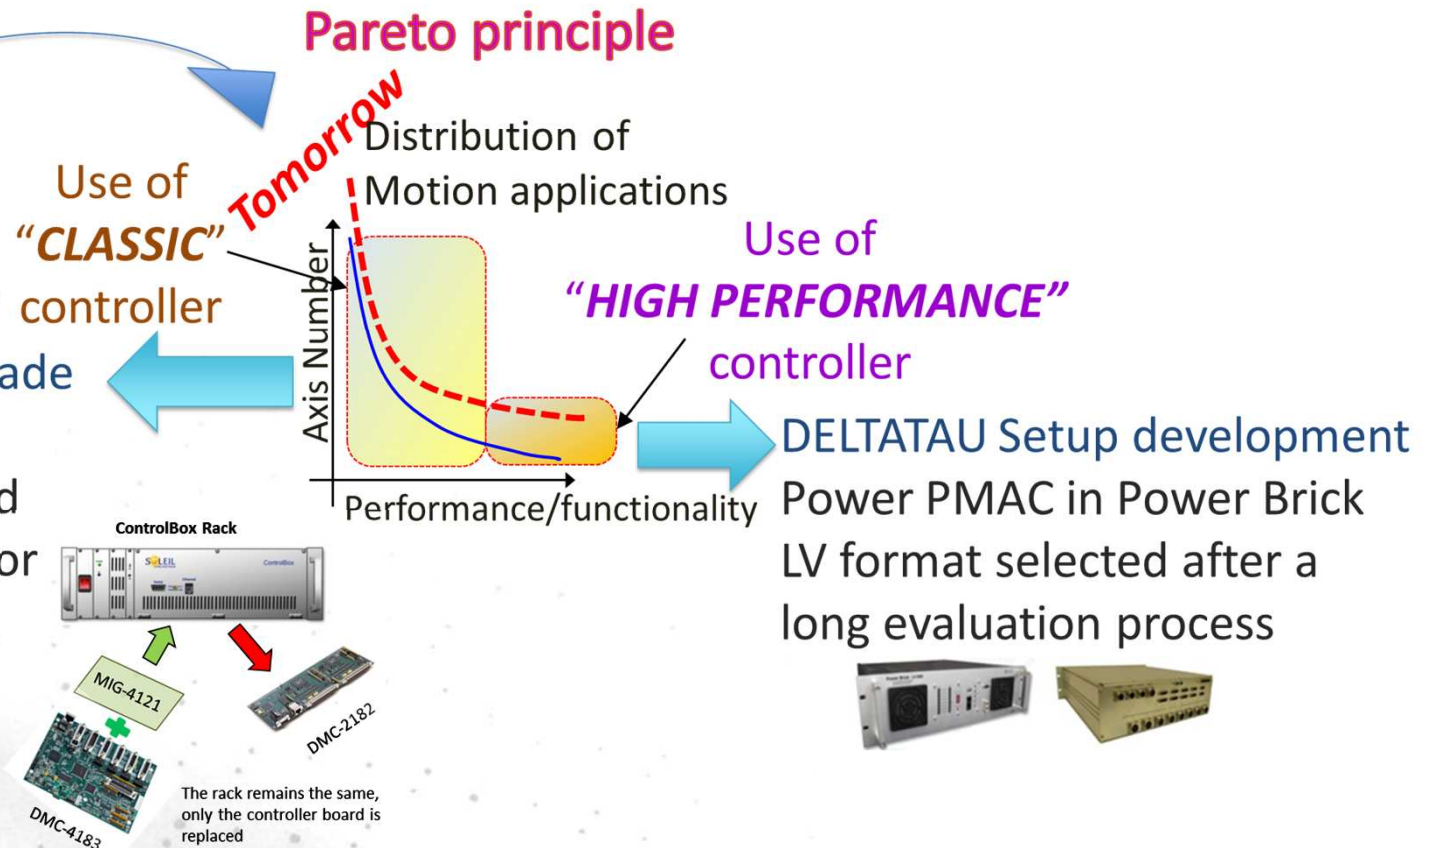 Pareto principle
Tomorrow
Distribution of
Motion applications
Use of
“CLASSIC”
controller
Axis Number
Performance/functionality
Use of
“HIGH PERFORMANCE”
controller
ade
d
or
DELTATAU Setup development
Power PMAC in Power Brick
LV format selected after a
long evaluation process
ControlBox Rack
SOLEIL
ControlBox
MIG-4121
DMC-4183
DMC-2182
The rack remains the same,
only the controller board is
replaced